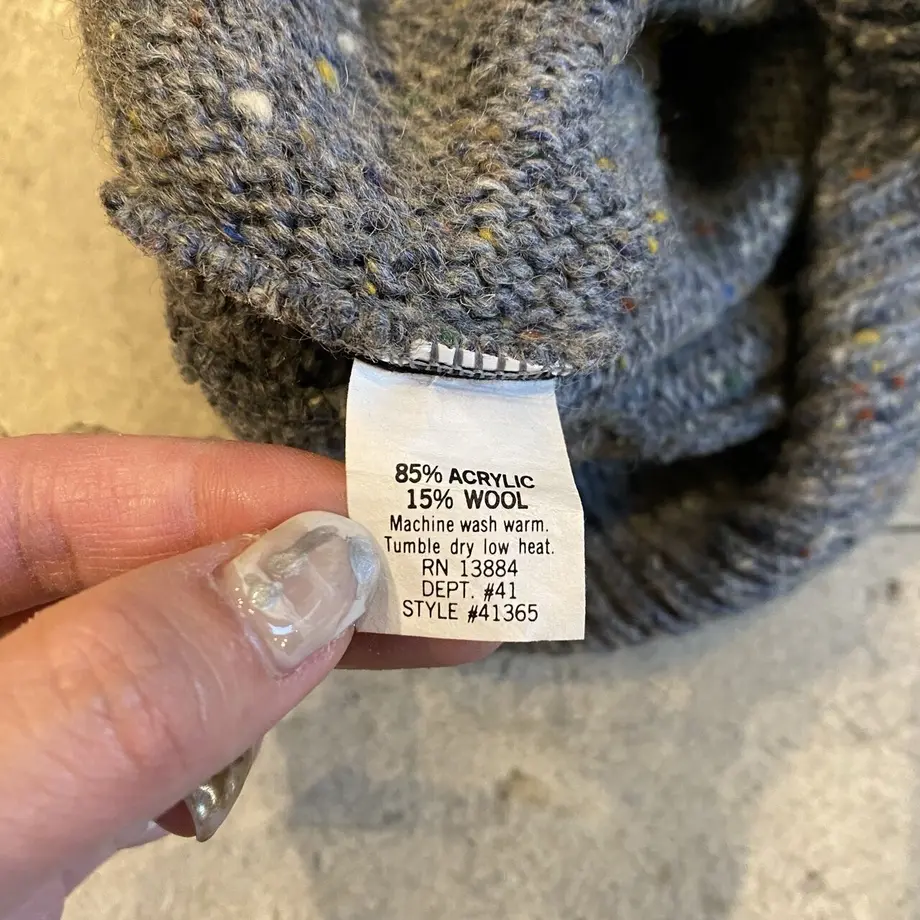 85% ACRYLIC
15% WOOL
Machine wash warm.
Tumble dry low heat.
RN 13884
DEPT. #41
STYLE #41365